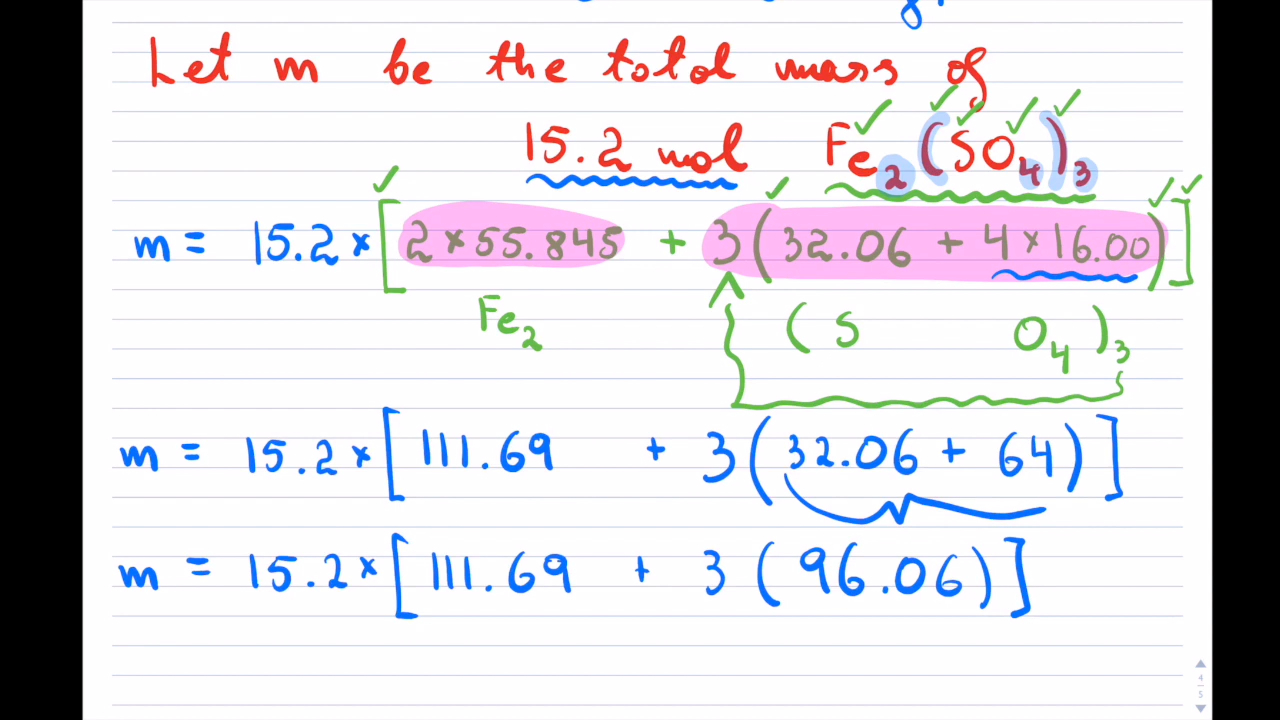 Let m be the total mass of
15.2 mol Fe₂(SO₄)₃
m = 15.2 × [2 × 55.845 + 3(32.06 + 4 × 16.00)]
Fe₂ (S O₄)₃
m = 15.2 × [111.69 + 3(32.06 + 64)]
m = 15.2 × [111.69 + 3(96.06)]
4
5